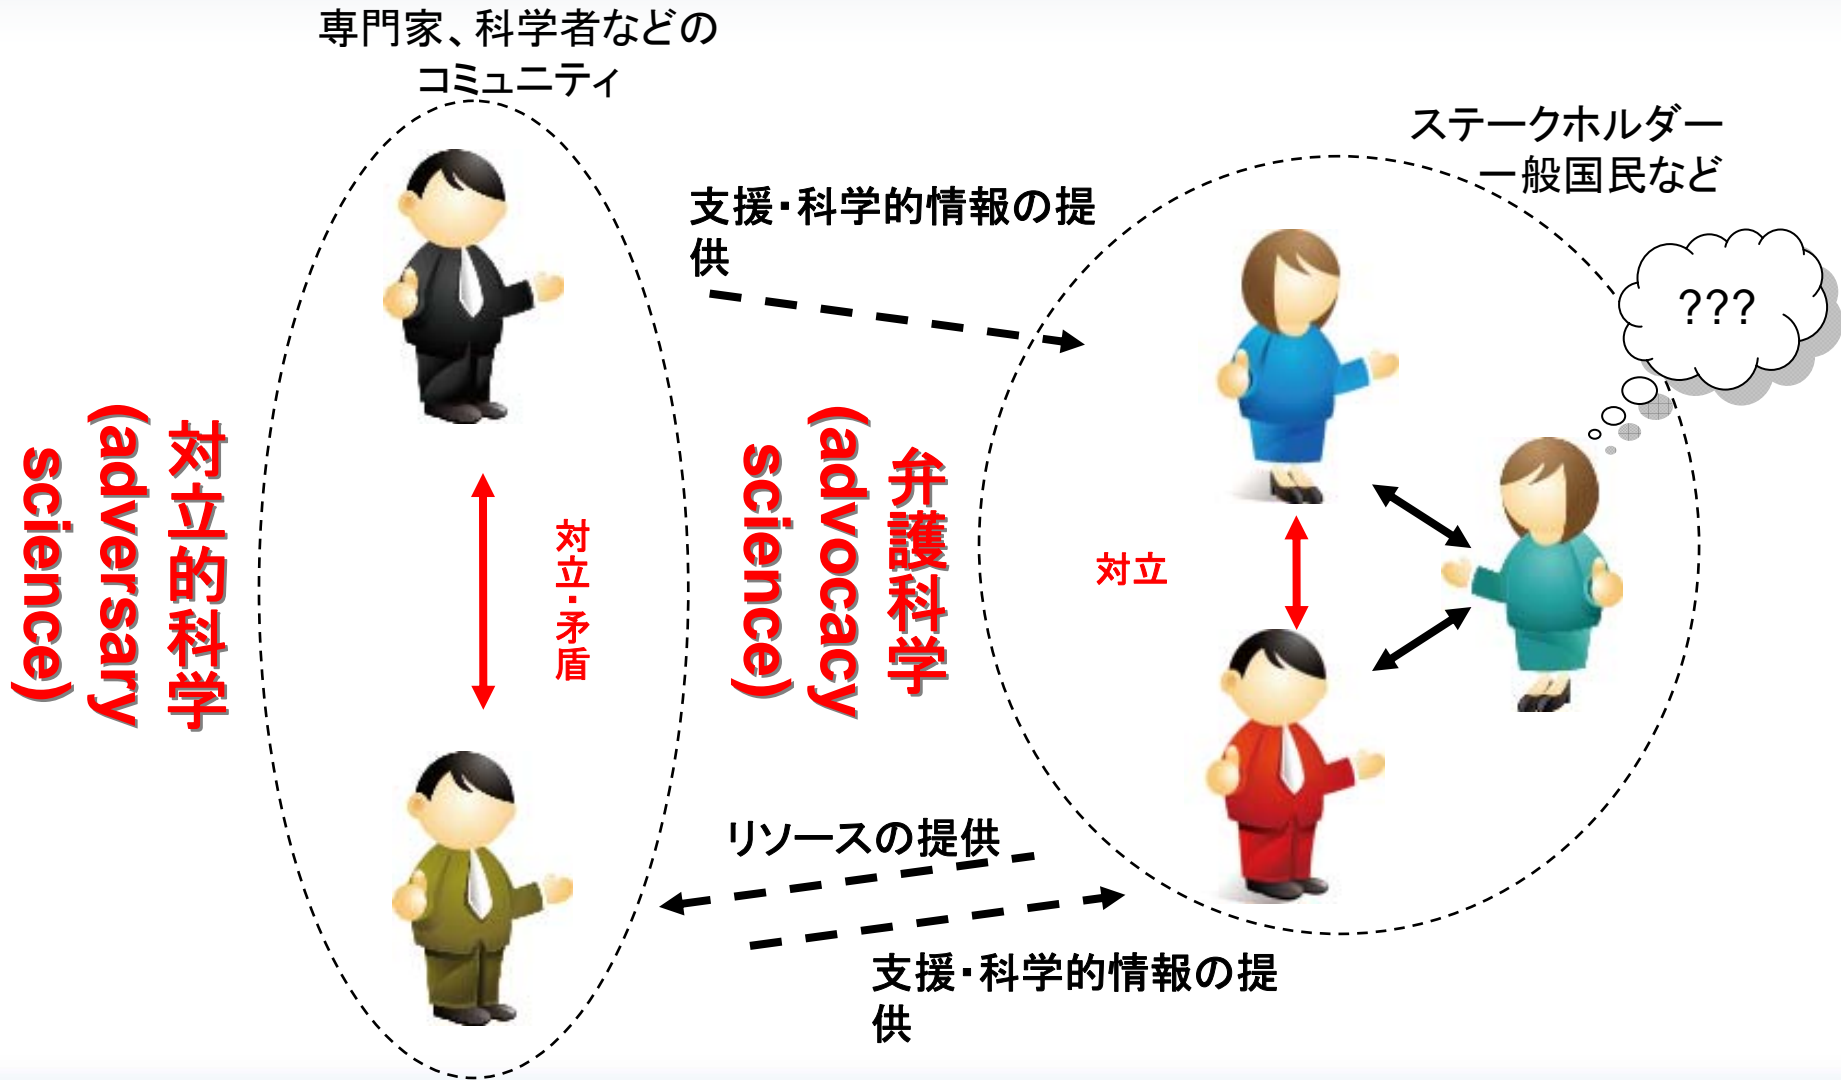 専門家、科学者などの
コミュニティ
ステークホルダー
一般国民など
支援・科学的情報の提
供
???
対立的科学
(adversary
science)
対立・矛盾
弁護科学
(advocacy
science)
対立
リソースの提供
支援・科学的情報の提
供